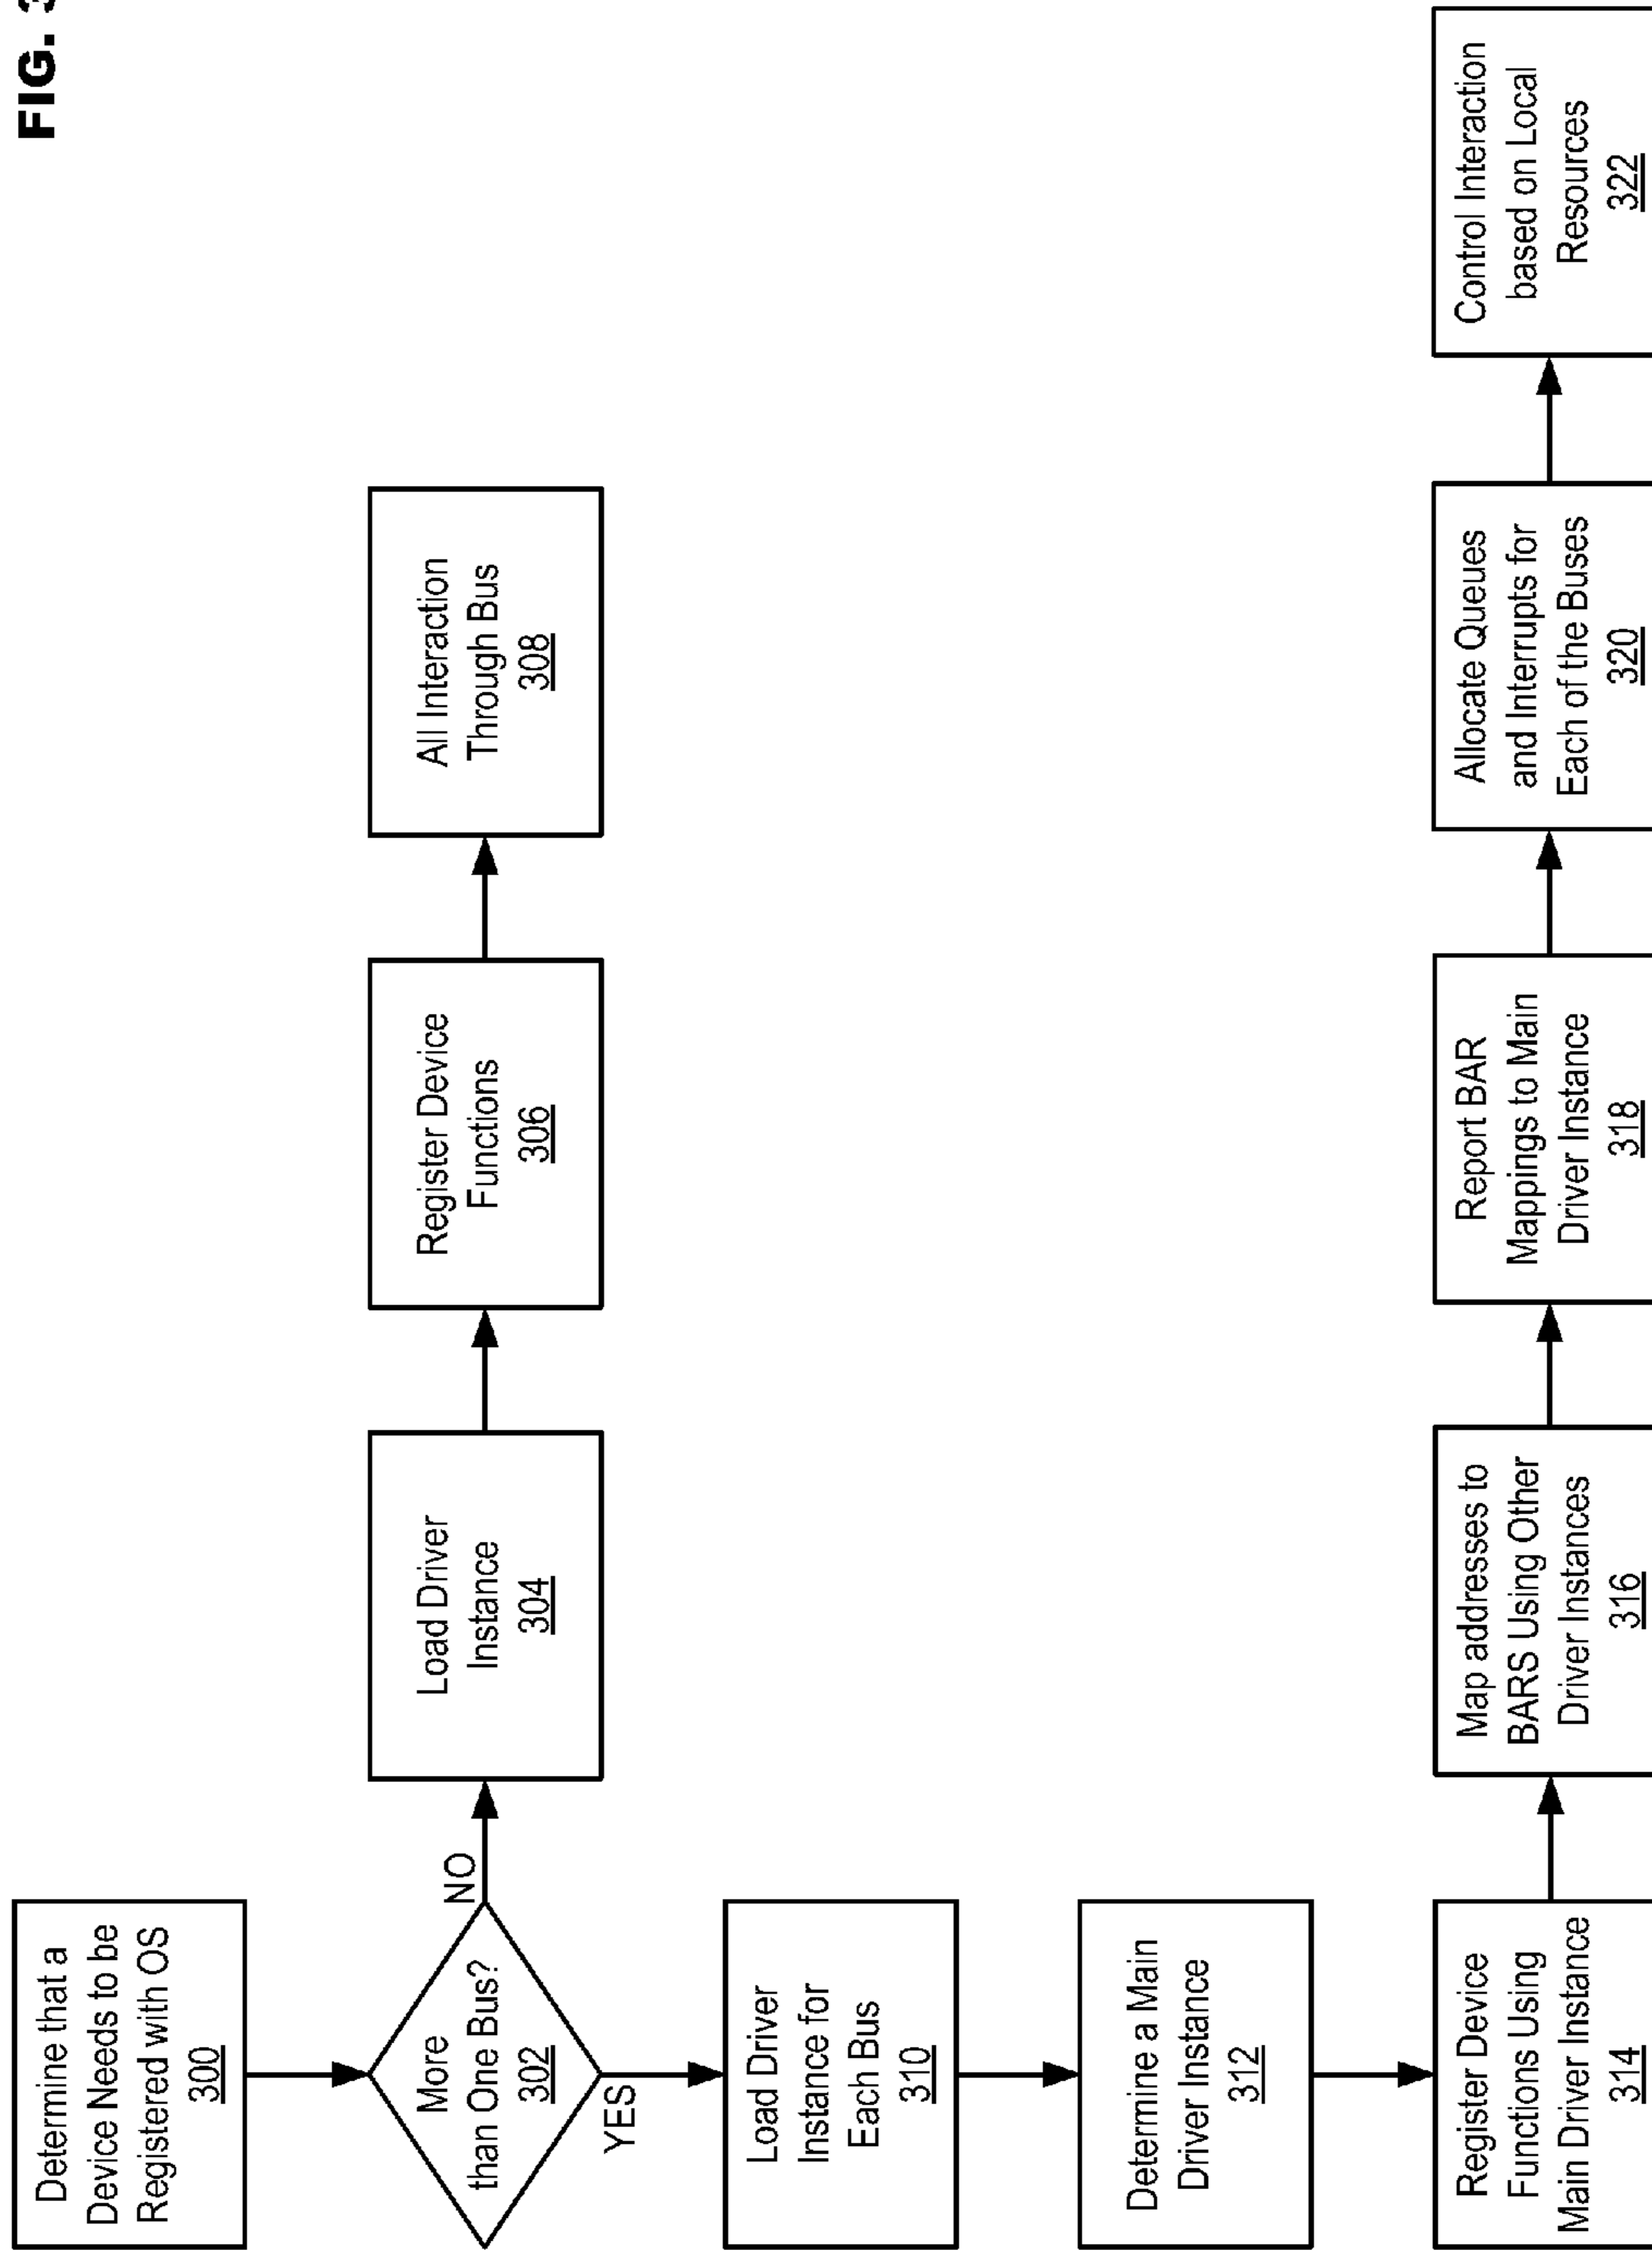 FIG. 3
Determine that a
Device Needs to be
Registered with OS
300
More
than One Bus?
302
NO
YES
Load Driver
Instance
304
Register Device
Functions
306
All Interaction
Through Bus
308
Load Driver
Instance for
Each Bus
310
Determine a Main
Driver Instance
312
Register Device
Functions Using
Main Driver Instance
314
Map addresses to
BARS Using Other
Driver Instances
316
Report BAR
Mappings to Main
Driver Instance
318
Allocate Queues
and Interrupts for
Each of the Buses
320
Control Interaction
based on Local
Resources
322